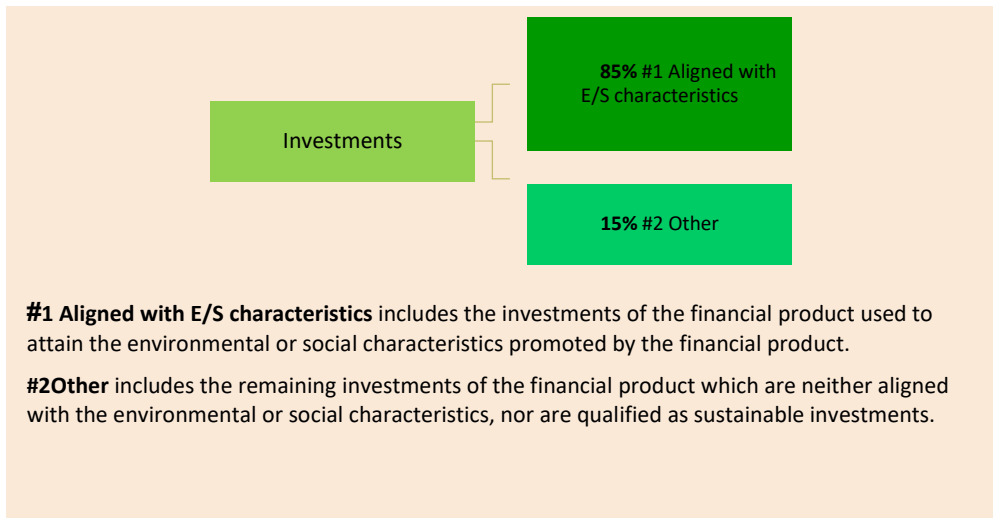 85% #1 Aligned with
E/S characteristics
Investments
15% #2 Other
#1 Aligned with E/S characteristics includes the investments of the financial product used to
attain the environmental or social characteristics promoted by the financial product.
#2Other includes the remaining investments of the financial product which are neither aligned
with the environmental or social characteristics, nor are qualified as sustainable investments.